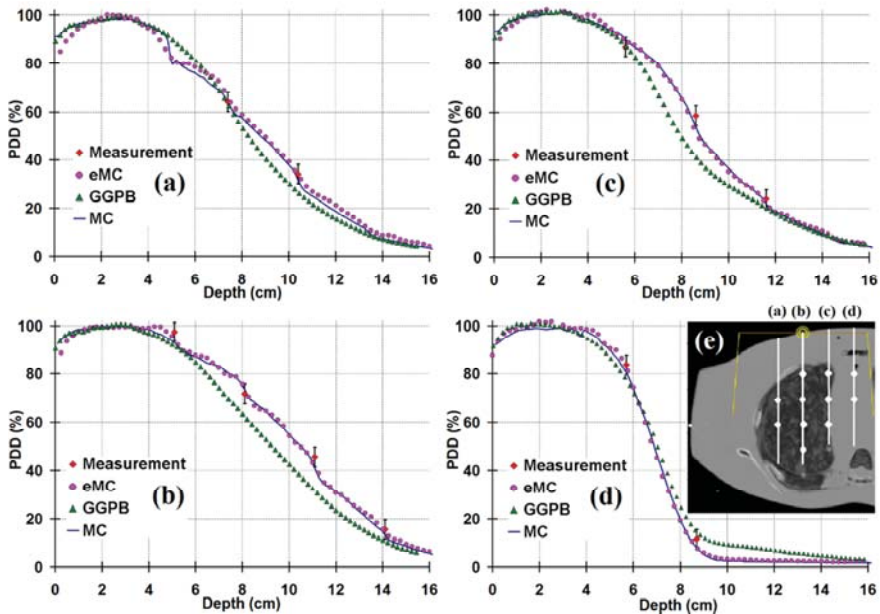 100
80
60
40
20
0
PDD (%)
Measurement
eMC
GGPB
MC
(a)
0 2 4 6 8 10 12 14 16
Depth (cm)
100
80
60
40
20
0
PDD (%)
Measurement
eMC
GGPB
MC
(c)
0 2 4 6 8 10 12 14 16
Depth (cm)
100
80
60
40
20
0
PDD (%)
Measurement
eMC
GGPB
MC
(b)
0 2 4 6 8 10 12 14 16
Depth (cm)
100
80
60
40
20
0
PDD (%)
Measurement
eMC
GGPB
MC
(d)
0 2 4 6 8 10 12 14 16
Depth (cm)
(a) (b) (c) (d)
(e)